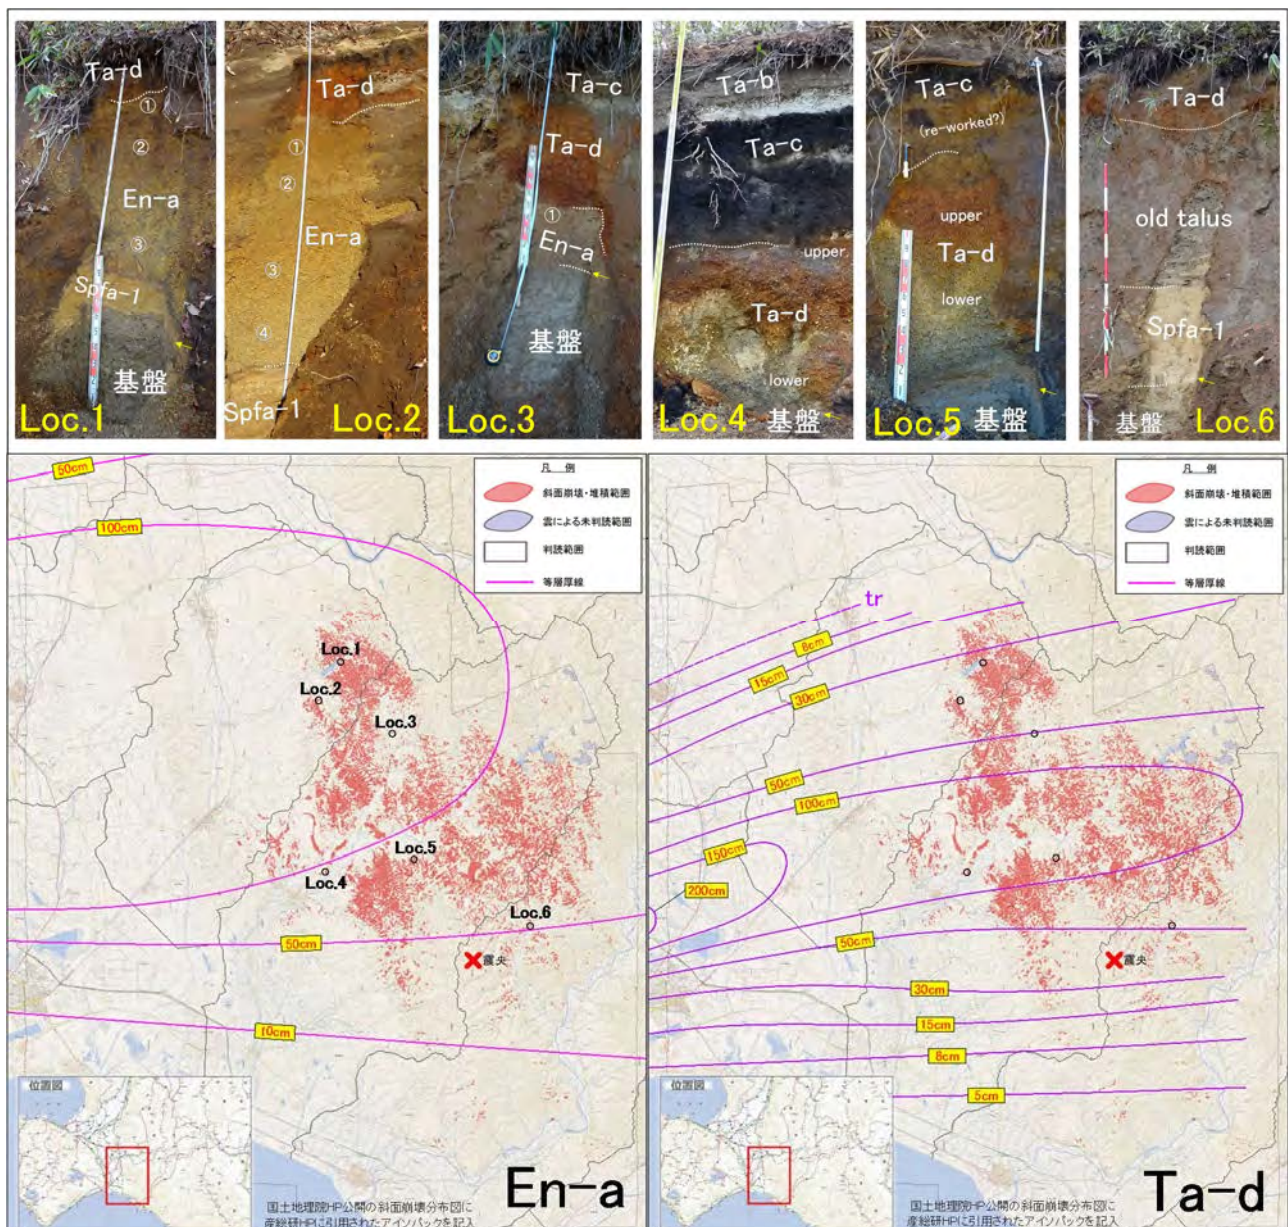 Ta-d
①
②
En-a
③
Spfa-1
基盤
Loc.1
Ta-d
①
②
En-a
③
④
Spfa-1
Loc.2
Ta-c
Ta-d
①
En-a
基盤
Loc.3
Ta-b
Ta-c
upper
Ta-d
lower
基盤
Loc.4
Ta-c
(re-worked?)
upper
Ta-d
lower
基盤
Loc.5
Ta-d
old talus
Spfa-1
基盤
Loc.6
50cm
100cm
凡 例
斜面崩壊・堆積範囲
雲による未判読範囲
判読範囲
等層厚線
Loc.1
Loc.2
Loc.3
Loc.5
Loc.4
Loc.6
50cm
震央
10cm
位置図
En-a
国土地理院HP公開の斜面崩壊分布図に
産総研HPに引用されたアイソパックを記入
凡 例
斜面崩壊・堆積範囲
雲による未判読範囲
判読範囲
等層厚線
tr
8cm
15cm
30cm
50cm
100cm
150cm
200cm
50cm
震央
30cm
15cm
8cm
5cm
位置図
Ta-d
国土地理院HP公開の斜面崩壊分布図に
産総研HPに引用されたアイソパックを記入